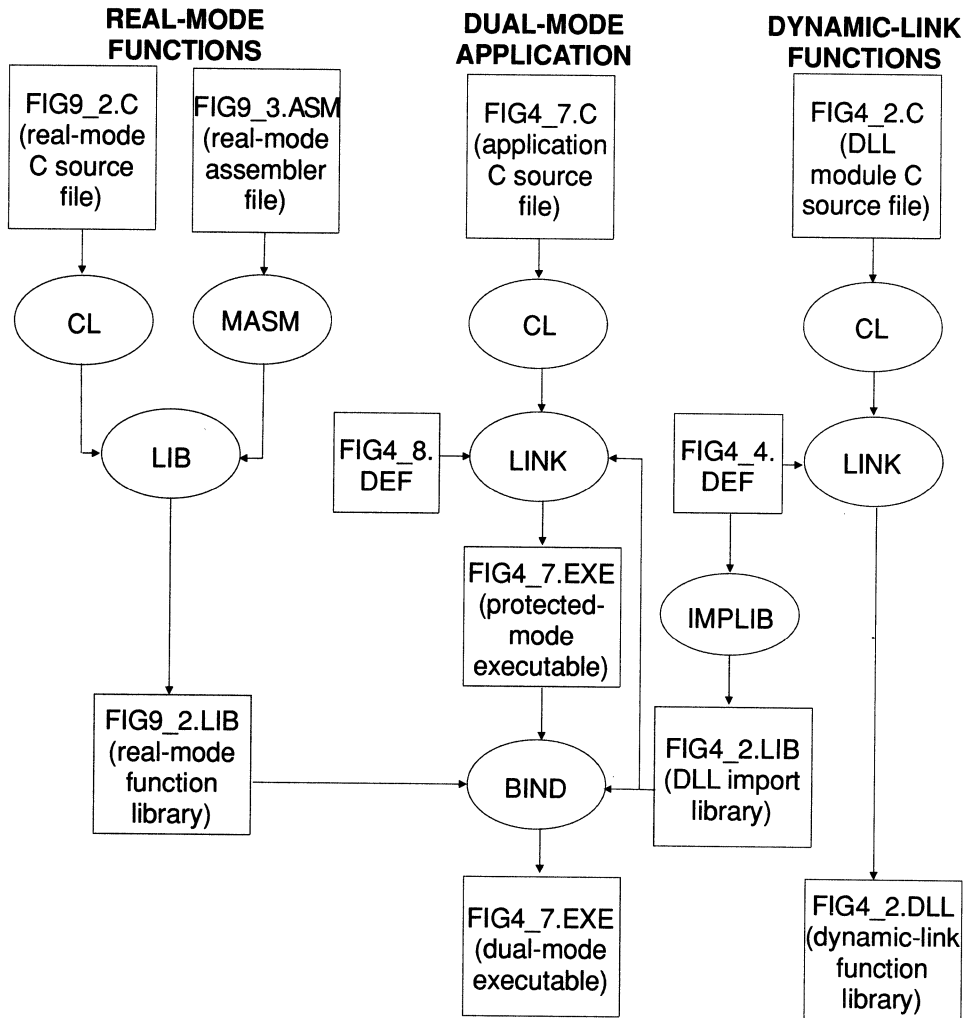 REAL-MODE
FUNCTIONS
DUAL-MODE
APPLICATION
DYNAMIC-LINK
FUNCTIONS
FIG9_2.C
(real-mode
C source
file)
FIG9_3.ASM
(real-mode
assembler
file)
FIG4_7.C
(application
C source
file)
FIG4_2.C
(DLL
module C
source file)
CL
MASM
CL
CL
LIB
FIG4_8.
DEF
LINK
FIG4_4.
DEF
LINK
FIG4_7.EXE
(protected-
mode
executable)
IMPLIB
FIG9_2.LIB
(real-mode
function
library)
BIND
FIG4_2.LIB
(DLL import
library)
FIG4_7.EXE
(dual-mode
executable)
FIG4_2.DLL
(dynamic-link
function
library)